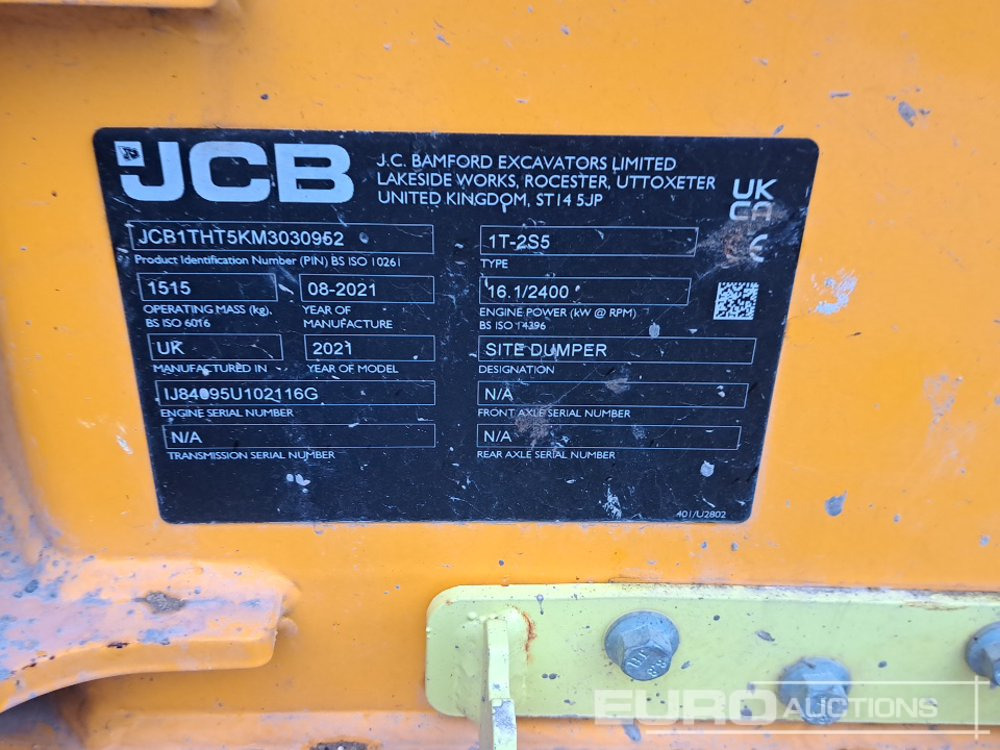 JCB
J.C. BAMFORD EXCAVATORS LIMITED
LAKESIDE WORKS, ROCESTER, UTTOXETER
UNITED KINGDOM, ST14 5JP
UK
CA
CE
JCB1THT5KM3030952
Product Identification Number (PIN) BS ISO 10261
1T-2S5
TYPE
1515
OPERATING MASS (kg),
BS ISO 6016
08-2021
YEAR OF
MANUFACTURE
16.1/2400
ENGINE POWER (kW @ RPM)
BS ISO 14396
UK
MANUFACTURED IN
2021
YEAR OF MODEL
SITE DUMPER
DESIGNATION
IJ84095U102116G
ENGINE SERIAL NUMBER
N/A
FRONT AXLE SERIAL NUMBER
N/A
TRANSMISSION SERIAL NUMBER
N/A
REAR AXLE SERIAL NUMBER
401/U2802
8.8
EURO AUCTIONS